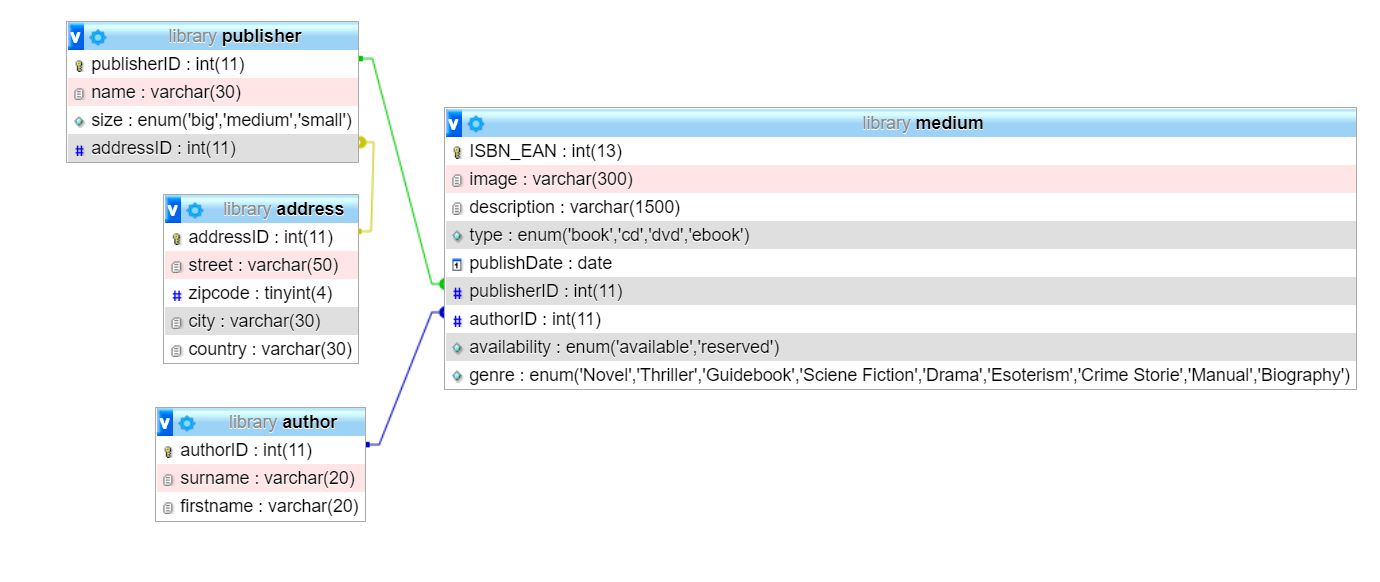 library publisher
publisherID : int(11)
name : varchar(30)
size : enum('big','medium','small')
# addressID : int(11)
library address
addressID : int(11)
street : varchar(50)
# zipcode : tinyint(4)
city : varchar(30)
country : varchar(30)
library author
authorID : int(11)
surname : varchar(20)
firstname : varchar(20)
library medium
ISBN_EAN : int(13)
image : varchar(300)
description : varchar(1500)
type : enum('book','cd','dvd','ebook')
publishDate : date
# publisherID : int(11)
# authorID : int(11)
availability : enum('available','reserved')
genre : enum('Novel','Thriller','Guidebook','Sciene Fiction','Drama','Esoterism','Crime Storie','Manual','Biography')